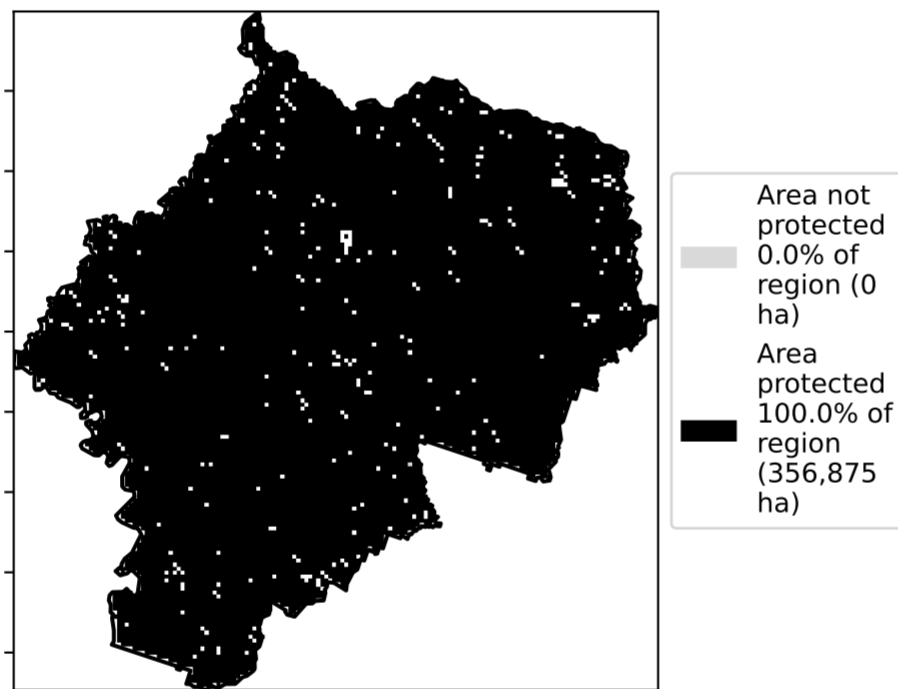 Area not
protected
0.0% of
region (0
ha)
Area
protected
100.0% of
region
(356,875
ha)